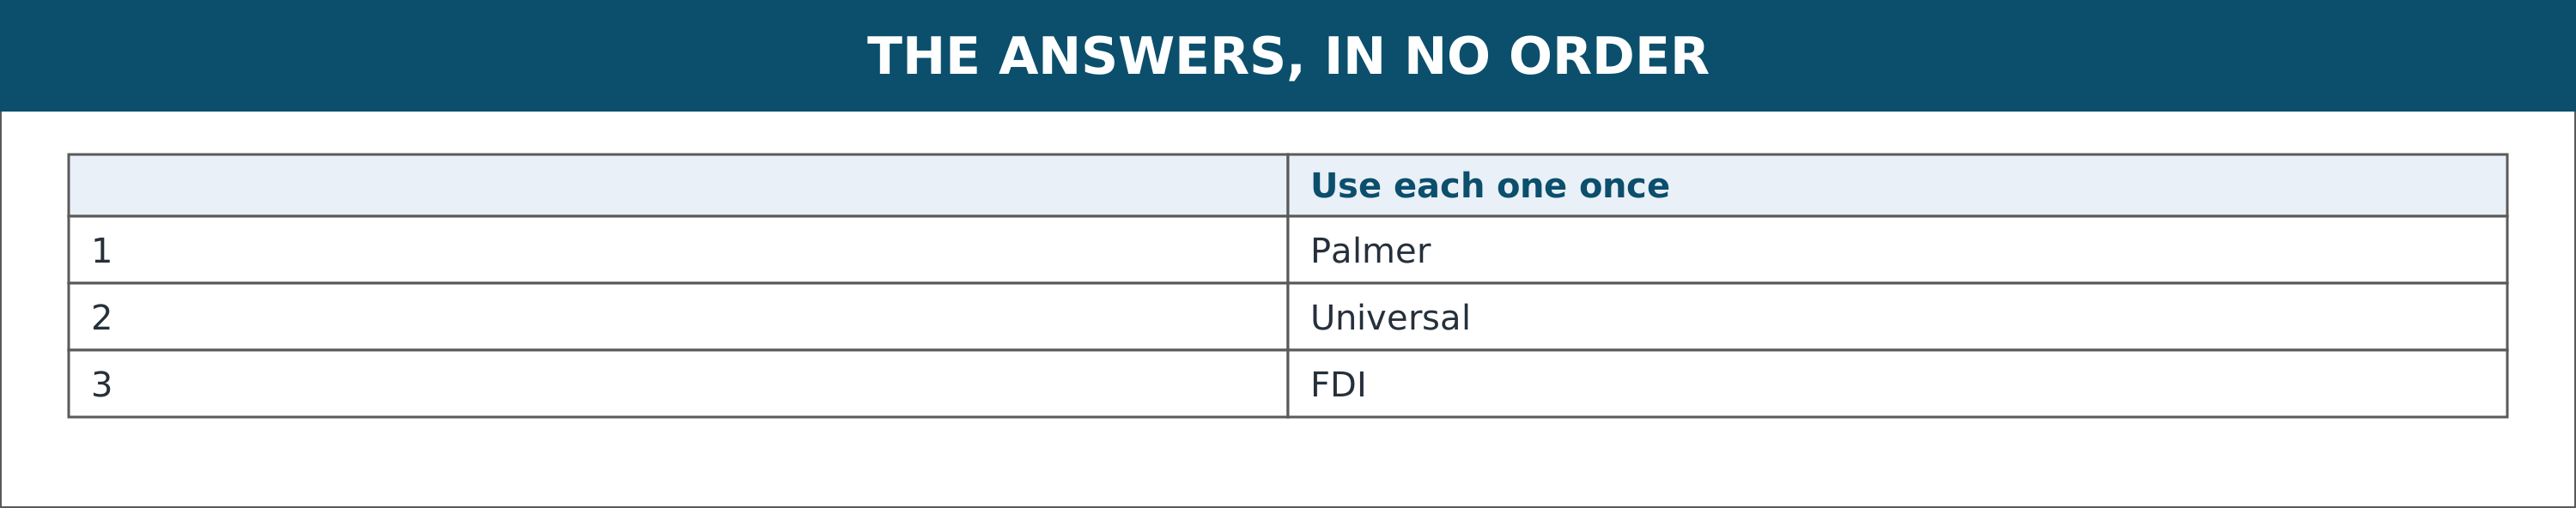 THE ANSWERS, IN NO ORDER
Use each one once
1 Palmer
2 Universal
3 FDI